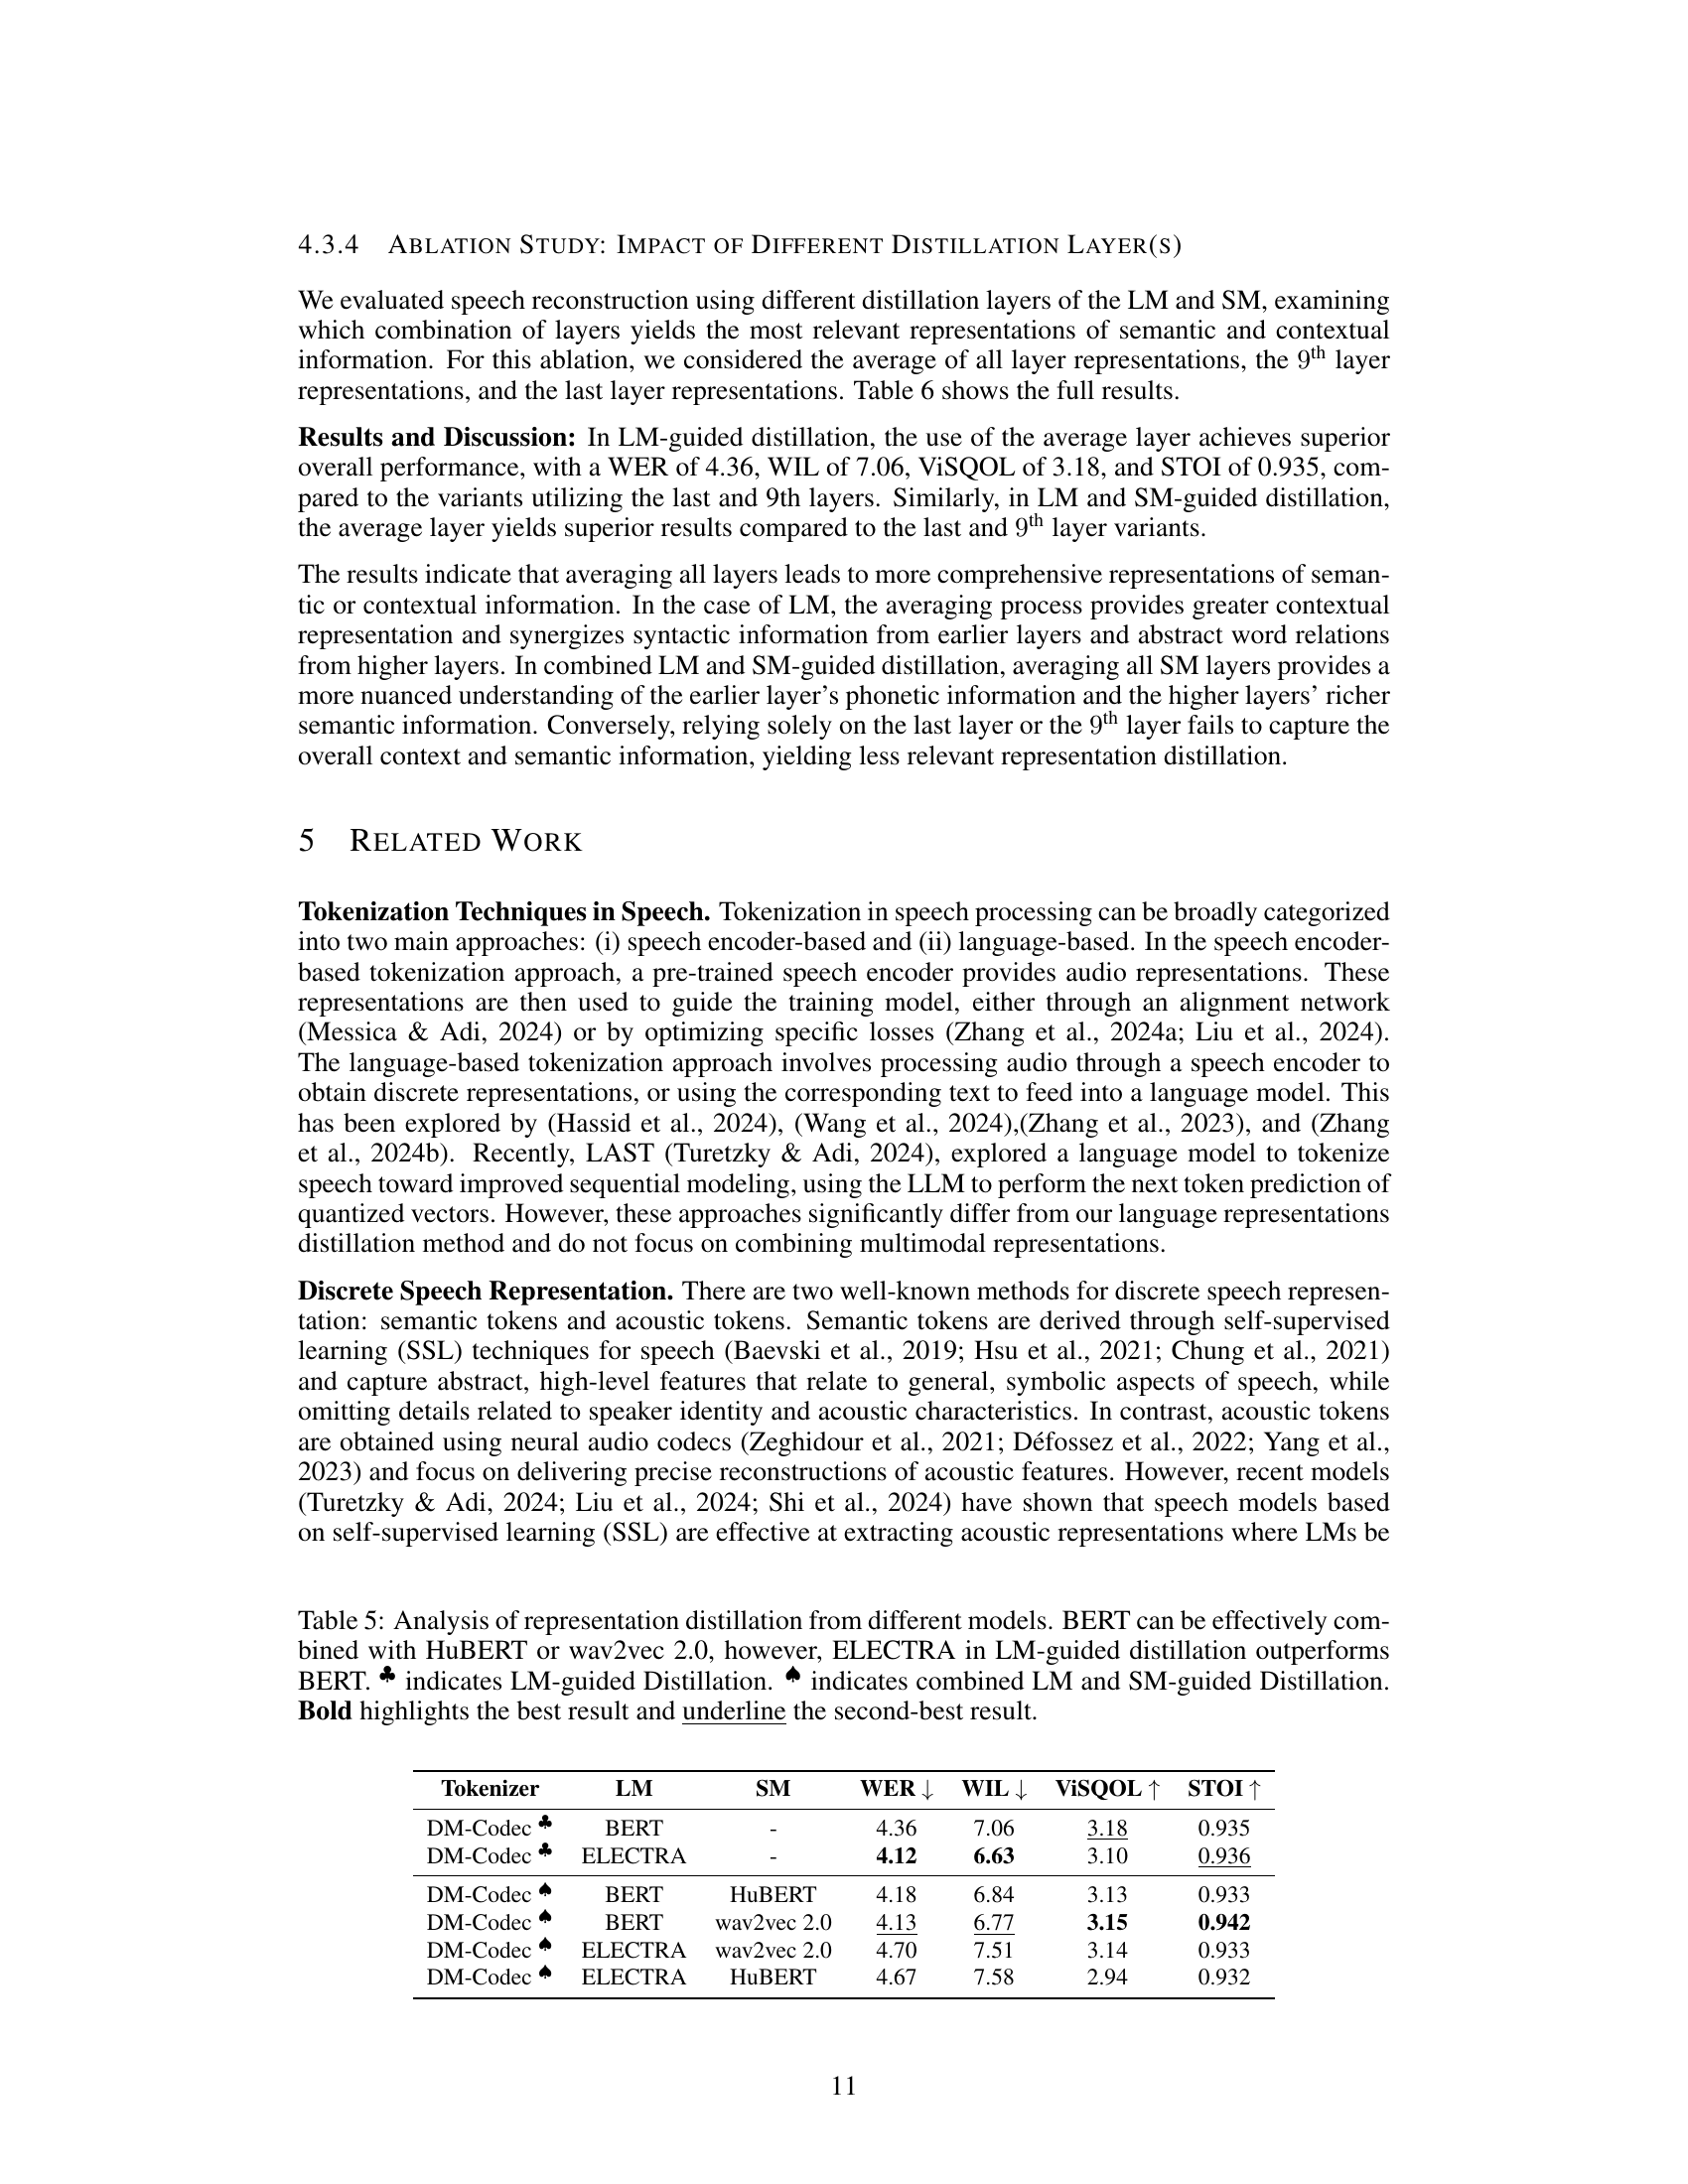 4.3.4 ABLATION STUDY: IMPACT OF DIFFERENT DISTILLATION LAYER(S)
We evaluated speech reconstruction using different distillation layers of the LM and SM, examining
which combination of layers yields the most relevant representations of semantic and contextual
information. For this ablation, we considered the average of all layer representations, the 9th layer
representations, and the last layer representations. Table 6 shows the full results.
Results and Discussion: In LM-guided distillation, the use of the average layer achieves superior
overall performance, with a WER of 4.36, WIL of 7.06, ViSQOL of 3.18, and STOI of 0.935, com-
pared to the variants utilizing the last and 9th layers. Similarly, in LM and SM-guided distillation,
the average layer yields superior results compared to the last and 9th layer variants.
The results indicate that averaging all layers leads to more comprehensive representations of seman-
tic or contextual information. In the case of LM, the averaging process provides greater contextual
representation and synergizes syntactic information from earlier layers and abstract word relations
from higher layers. In combined LM and SM-guided distillation, averaging all SM layers provides a
more nuanced understanding of the earlier layer's phonetic information and the higher layers' richer
semantic information. Conversely, relying solely on the last layer or the 9th layer fails to capture the
overall context and semantic information, yielding less relevant representation distillation.
5 RELATED WORK
Tokenization Techniques in Speech. Tokenization in speech processing can be broadly categorized
into two main approaches: (i) speech encoder-based and (ii) language-based. In the speech encoder-
based tokenization approach, a pre-trained speech encoder provides audio representations. These
representations are then used to guide the training model, either through an alignment network
(Messica & Adi, 2024) or by optimizing specific losses (Zhang et al., 2024a; Liu et al., 2024).
The language-based tokenization approach involves processing audio through a speech encoder to
obtain discrete representations, or using the corresponding text to feed into a language model. This
has been explored by (Hassid et al., 2024), (Wang et al., 2024),(Zhang et al., 2023), and (Zhang
et al., 2024b). Recently, LAST (Turetzky & Adi, 2024), explored a language model to tokenize
speech toward improved sequential modeling, using the LLM to perform the next token prediction of
quantized vectors. However, these approaches significantly differ from our language representations
distillation method and do not focus on combining multimodal representations.
Discrete Speech Representation. There are two well-known methods for discrete speech represen-
tation: semantic tokens and acoustic tokens. Semantic tokens are derived through self-supervised
learning (SSL) techniques for speech (Baevski et al., 2019; Hsu et al., 2021; Chung et al., 2021)
and capture abstract, high-level features that relate to general, symbolic aspects of speech, while
omitting details related to speaker identity and acoustic characteristics. In contrast, acoustic tokens
are obtained using neural audio codecs (Zeghidour et al., 2021; Défossez et al., 2022; Yang et al.,
2023) and focus on delivering precise reconstructions of acoustic features. However, recent models
(Turetzky & Adi, 2024; Liu et al., 2024; Shi et al., 2024) have shown that speech models based
on self-supervised learning (SSL) are effective at extracting acoustic representations where LMs be
Table 5: Analysis of representation distillation from different models. BERT can be effectively com-
bined with HuBERT or wav2vec 2.0, however, ELECTRA in LM-guided distillation outperforms
BERT. ♣ indicates LM-guided Distillation. ♠ indicates combined LM and SM-guided Distillation.
Bold highlights the best result and underline the second-best result.
Tokenizer LM SM WER ↓ WIL ↓ ViSQOL ↑ STOI ↑
DM-Codec ♣ BERT - 4.36 7.06 3.18 0.935
DM-Codec ♣ ELECTRA - 4.12 6.63 3.10 0.936
DM-Codec ♠ BERT HuBERT 4.18 6.84 3.13 0.933
DM-Codec ♠ BERT wav2vec 2.0 4.13 6.77 3.15 0.942
DM-Codec ♠ ELECTRA wav2vec 2.0 4.70 7.51 3.14 0.933
DM-Codec ♠ ELECTRA HuBERT 4.67 7.58 2.94 0.932
11